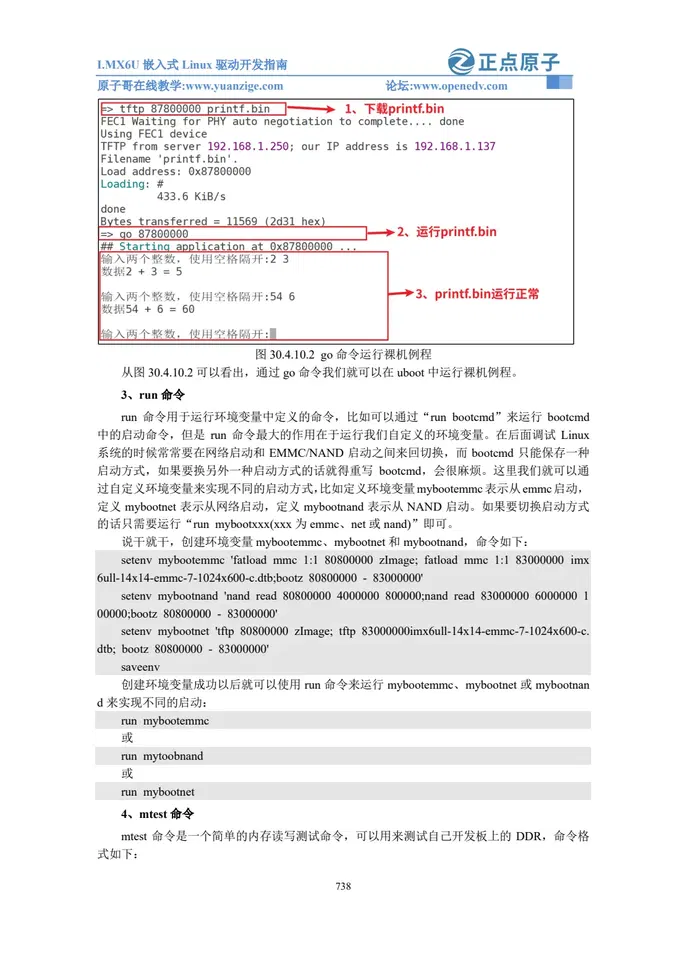 I.MX6U 嵌入式 Linux 驱动开发指南
正点原子
原子哥在线教学:www.yuanzige.com 论坛:www.openedv.com
=> tftp 87800000 printf.bin 1、下载printf.bin
FEC1 Waiting for PHY auto negotiation to complete.... done
Using FEC1 device
TFTP from server 192.168.1.250; our IP address is 192.168.1.137
Filename 'printf.bin'.
Load address: 0x87800000
Loading: #
433.6 KiB/s
done
Bytes transferred = 11569 (2d31 hex)
=> go 87800000 2、运行printf.bin
## Starting application at 0x87800000 ...
输入两个整数，使用空格隔开:2 3
数据2 + 3 = 5
输入两个整数，使用空格隔开:54 6 3、printf.bin运行正常
数据54 + 6 = 60
输入两个整数，使用空格隔开:
图 30.4.10.2 go 命令运行裸机例程
从图 30.4.10.2 可以看出，通过 go 命令我们就可以在 uboot 中运行裸机例程。
3、run 命令
run 命令用于运行环境变量中定义的命令，比如可以通过“run bootcmd”来运行 bootcmd
中的启动命令，但是 run 命令最大的作用在于运行我们自定义的环境变量。在后面调试 Linux
系统的时候常常要在网络启动和 EMMC/NAND 启动之间来回切换，而 bootcmd 只能保存一种
启动方式，如果要换另外一种启动方式的话就得重写 bootcmd，会很麻烦。这里我们就可以通
过自定义环境变量来实现不同的启动方式，比如定义环境变量 mybootemmc 表示从 emmc 启动，
定义 mybootnet 表示从网络启动，定义 mybootnand 表示从 NAND 启动。如果要切换启动方式
的话只需要运行“run mybootxxx(xxx 为 emmc、net 或 nand)”即可。
说干就干，创建环境变量 mybootemmc、mybootnet 和 mybootnand，命令如下：
setenv mybootemmc 'fatload mmc 1:1 80800000 zImage; fatload mmc 1:1 83000000 imx
6ull-14x14-emmc-7-1024x600-c.dtb;bootz 80800000 - 83000000'
setenv mybootnand 'nand read 80800000 4000000 800000;nand read 83000000 6000000 1
00000;bootz 80800000 - 83000000'
setenv mybootnet 'tftp 80800000 zImage; tftp 83000000imx6ull-14x14-emmc-7-1024x600-c.
dtb; bootz 80800000 - 83000000'
saveenv
创建环境变量成功以后就可以使用 run 命令来运行 mybootemmc、mybootnet 或 mybootnan
d 来实现不同的启动：
run mybootemmc
或
run mytoobnand
或
run mybootnet
4、mtest 命令
mtest 命令是一个简单的内存读写测试命令，可以用来测试自己开发板上的 DDR，命令格
式如下：
738